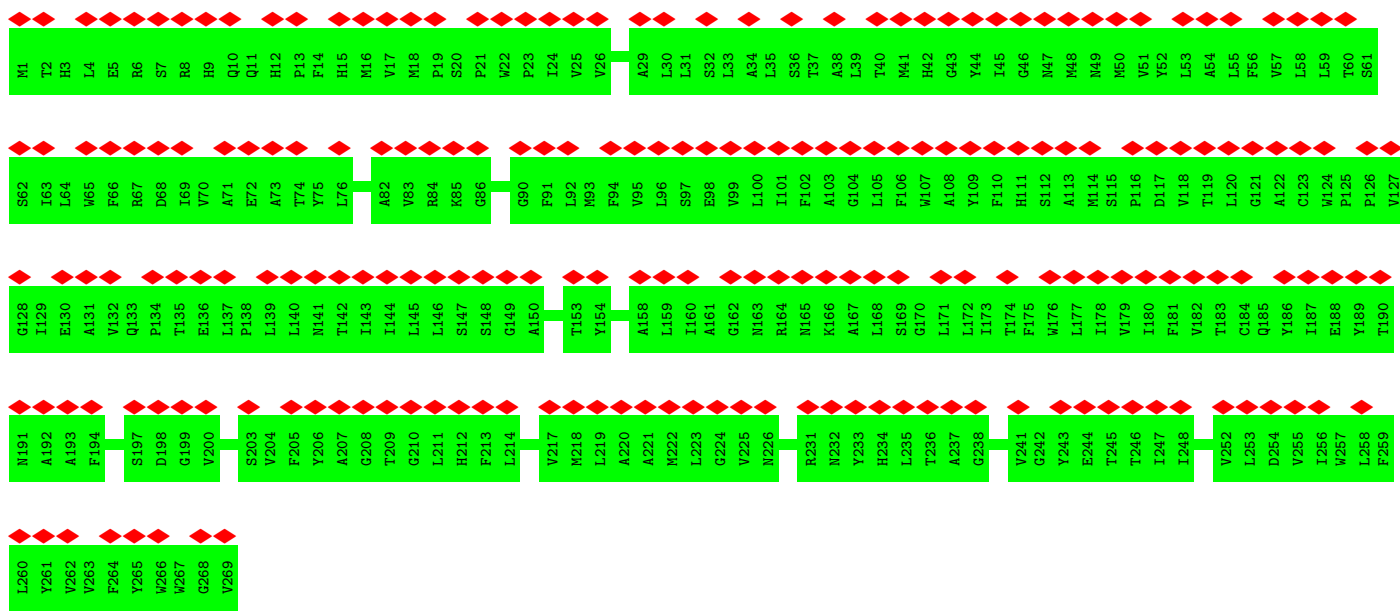 M1 T2 H3 L4 E5 R6 S7 R8 H9 Q10 Q11 H12 P13 F14 H15 M16 V17 M18 P19 S20 P21 W22 P23 I24 V25 V26 A29 L30 L31 S32 L33 A34 L35 S36 T37 A38 L39 T40 M41 H42 G43 Y44 I45 G46 N47 M48 N49 M50 V51 Y52 L53 A54 L55 F56 V57 L58 L59 T60 S61
S62 I63 L64 W65 F66 R67 D68 I69 V70 A71 E72 A73 T74 Y75 L76 A82 V83 R84 K85 G86 G90 F91 L92 M93 F94 V95 L96 S97 E98 V99 L100 I101 F102 A103 G104 L105 F106 W107 A108 Y109 F110 H111 S112 A113 M114 S115 P116 D117 V118 T119 L120 G121 A122 C123 W124 P125 P126 V127
G128 I129 E130 A131 V132 Q133 P134 T135 E136 L137 P138 L139 L140 N141 T142 I143 I144 L145 L146 S147 S148 G149 A150 T153 Y154 A158 L159 I160 A161 G162 N163 R164 N165 K166 A167 L168 S169 G170 L171 L172 I173 T174 F175 W176 L177 I178 V179 I180 F181 V182 T183 C184 Q185 Y186 I187 E188 Y189 T190
N191 A192 A193 F194 S197 D198 G199 V200 S203 V204 F205 Y206 A207 G208 T209 G210 L211 H212 F213 L214 V217 M218 L219 A220 A221 M222 L223 G224 V225 N226 R231 N232 Y233 H234 L235 T236 A237 G238 V241 G242 Y243 E244 T245 T246 I247 I248 V252 L253 D254 V255 I256 W257 L258 F259
L260 Y261 V262 V263 F264 Y265 W266 W267 G268 V269